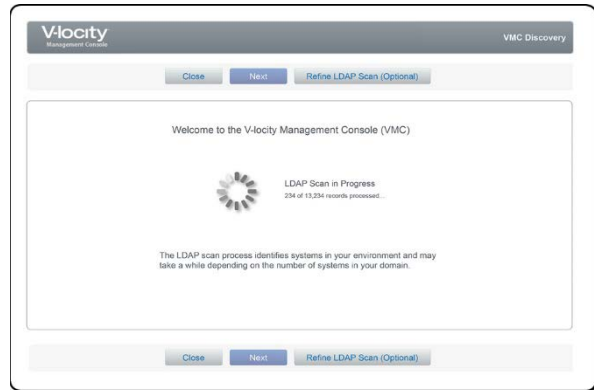 V-locity
Management Console
VMC Discovery
Close Next Refine LDAP Scan (Optional)
Welcome to the V-locity Management Console (VMC)
LDAP Scan in Progress
234 of 13,234 records processed...
The LDAP scan process identifies systems in your environment and may
take a while depending on the number of systems in your domain.
Close Next Refine LDAP Scan (Optional)